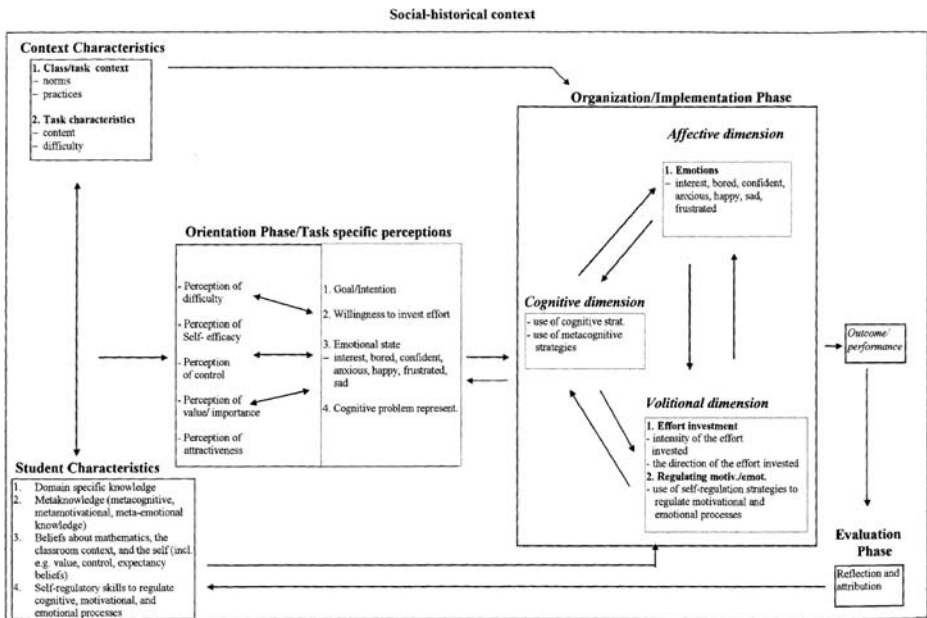 Social-historical context
Context Characteristics
1. Class/task context
– norms
– practices
2. Task characteristics
– content
– difficulty
Organization/Implementation Phase
Affective dimension
1. Emotions
– interest, bored, confident,
anxious, happy, sad,
frustrated
Orientation Phase/Task specific perceptions
- Perception of
difficulty
- Perception of
Self- efficacy
- Perception
of control
- Perception of
value/ importance
- Perception of
attractiveness
1. Goal/Intention
2. Willingness to invest effort
3. Emotional state
– interest, bored, confident,
anxious, happy, frustrated,
sad
4. Cognitive problem represent.
Cognitive dimension
- use of cognitive strat.
- use of metacognitive
strategies
Volitional dimension
1. Effort investment
- intensity of the effort
invested
- the direction of the effort invested
2. Regulating motiv./emot.
- use of self-regulation strategies to
regulate motivational and
emotional processes
Outcome/
performance
Student Characteristics
1. Domain specific knowledge
2. Metaknowledge (metacognitive,
metamotivational, meta-emotional
knowledge)
3. Beliefs about mathematics, the
classroom context, and the self (incl.
e.g. value, control, expectancy
beliefs)
4. Self-regulatory skills to regulate
cognitive, motivational, and
emotional processes
Evaluation
Phase
Reflection and
attribution